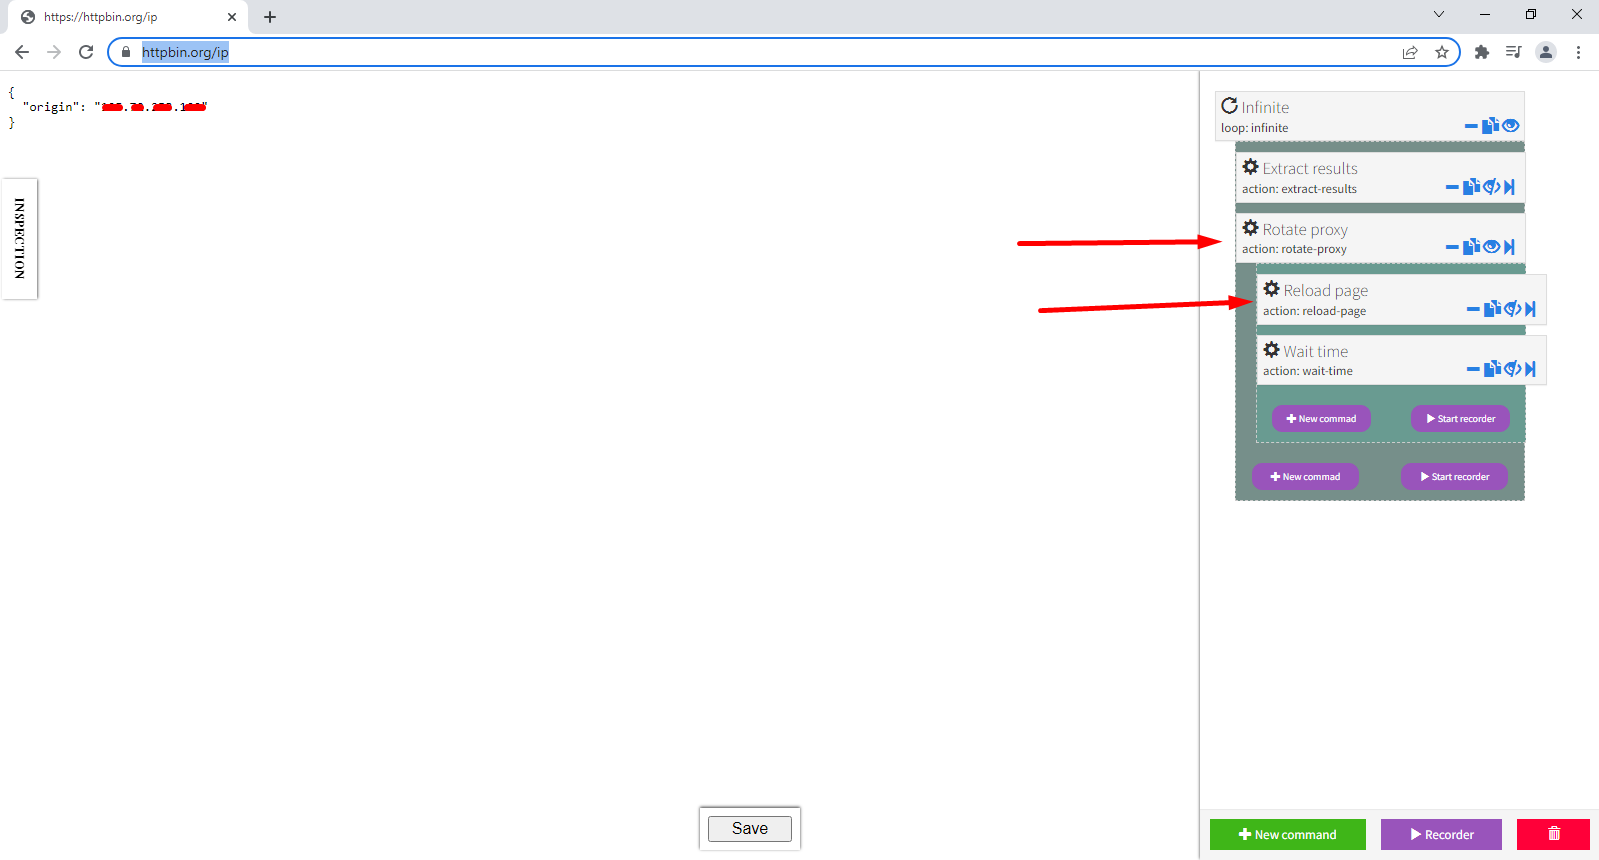 https://httpbin.org/ip
httpbin.org/ip
{
"origin": "
}
INSPECTION
Save
Infinite
loop: infinite
Extract results
action: extract-results
Rotate proxy
action: rotate-proxy
Reload page
action: reload-page
Wait time
action: wait-time
New commad Start recorder
New commad Start recorder
New command Recorder